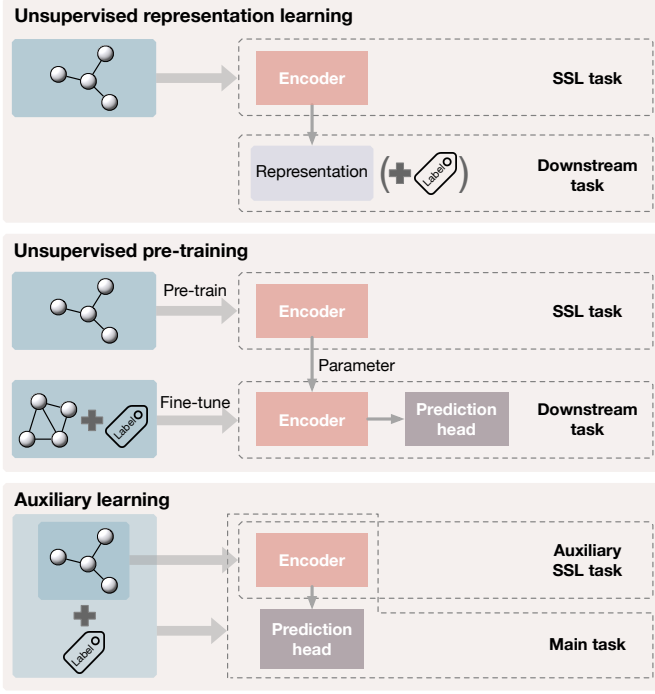 Unsupervised representation learning
Encoder
SSL task
Representation
(+ Label)
Downstream
task
Unsupervised pre-training
Pre-train
Encoder
SSL task
Parameter
Label
Fine-tune
Encoder
Prediction
head
Downstream
task
Auxiliary learning
Encoder
Auxiliary
SSL task
Label
Prediction
head
Main task